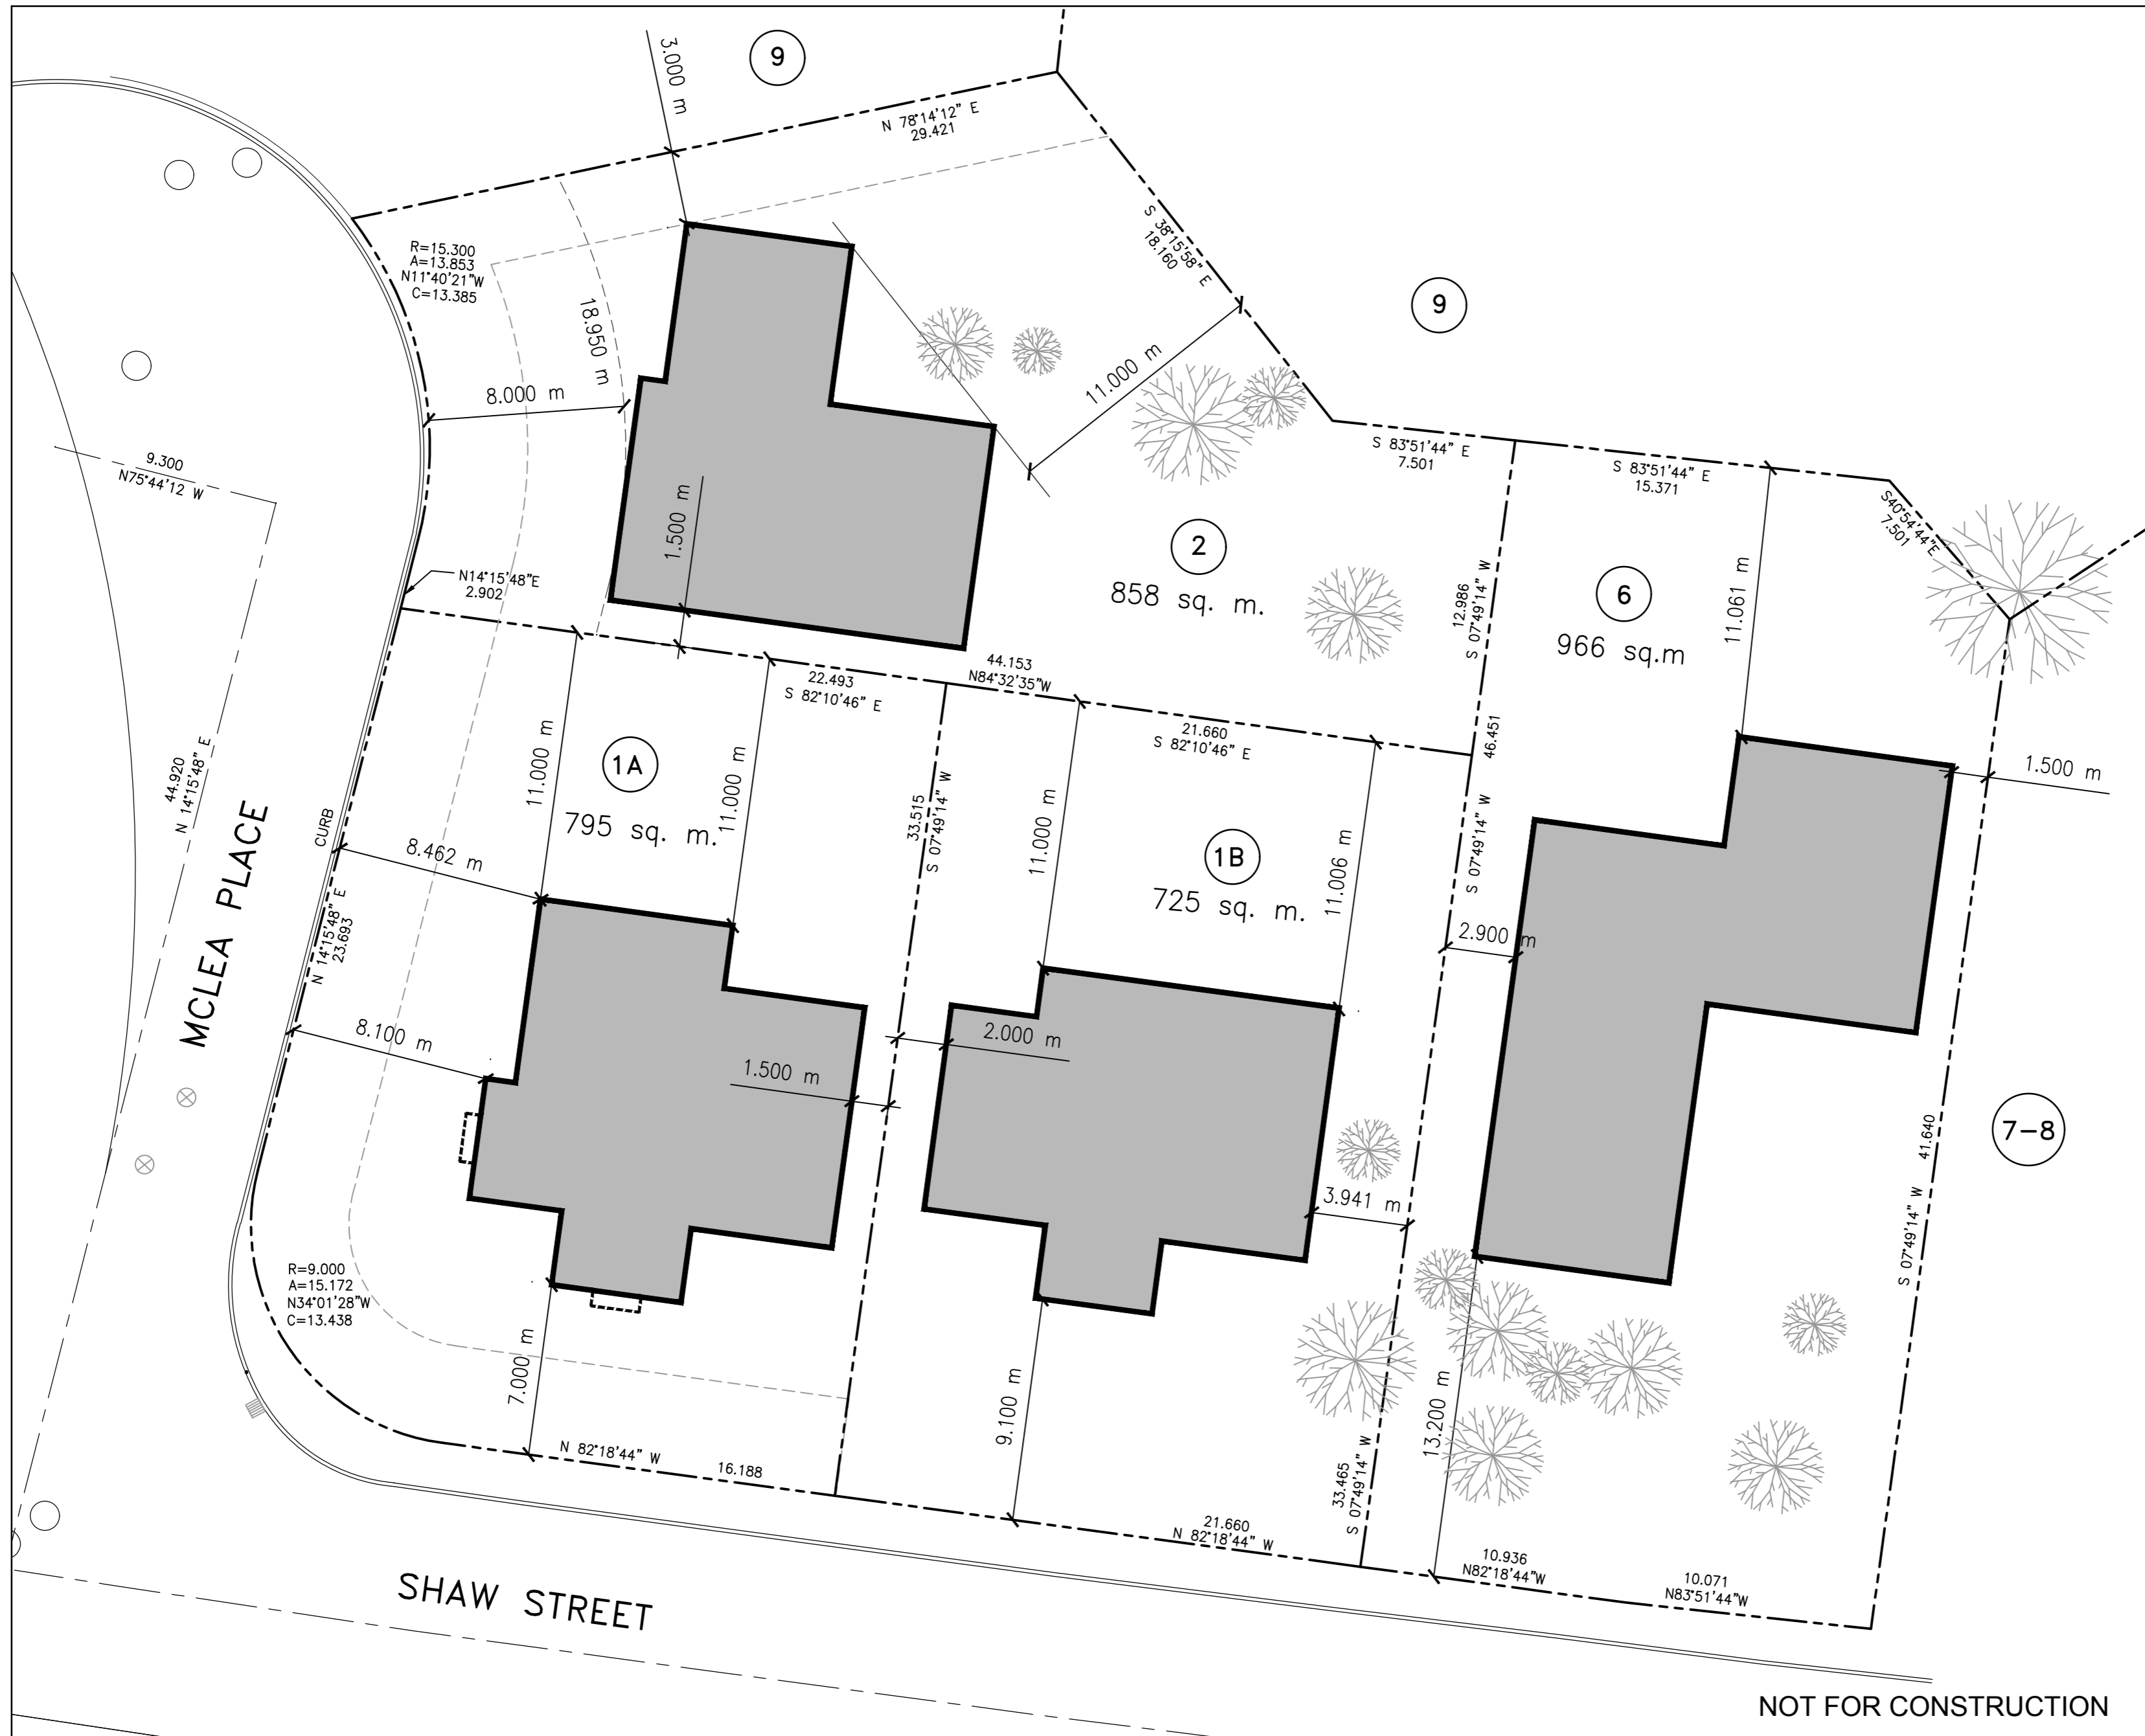 3.000 m
9
N 78°14'12" E
29.421
R=15.300
A=13.853
N11°40'21"W
C=13.385
18.950 m
S 38°15'58" E
18.160
9
11.000 m
8.000 m
9.300
N75°44'12 W
S 83°51'44" E
7.501
S 83°51'44" E
15.371
S40°54'44"E
7.501
1.500 m
2
858 sq. m.
N14°15'48"E
2.902
12.986
S 07°49'14" W
6
966 sq.m
11.061 m
44.153
N84°32'35"W
22.493
S 82°10'46" E
21.660
S 82°10'46" E
46.451
S 07°49'14" W
1.500 m
44.920
N 14°15'48" E
11.000 m
1A
795 sq. m.
11.000 m
33.515
S 07°49'14" W
11.000 m
1B
725 sq. m.
11.006 m
CURB
8.462 m
MCLEA PLACE
N 14°15'48" E
23.693
2.900 m
8.100 m
1.500 m
2.000 m
7-8
41.640
S 07°49'14" W
3.941 m
R=9.000
A=15.172
N34°01'28"W
C=13.438
7.000 m
9.100 m
13.200 m
N 82°18'44" W
16.188
33.465
S 07°49'14" W
21.660
N 82°18'44" W
10.936
N82°18'44"W
10.071
N83°51'44"W
SHAW STREET
NOT FOR CONSTRUCTION